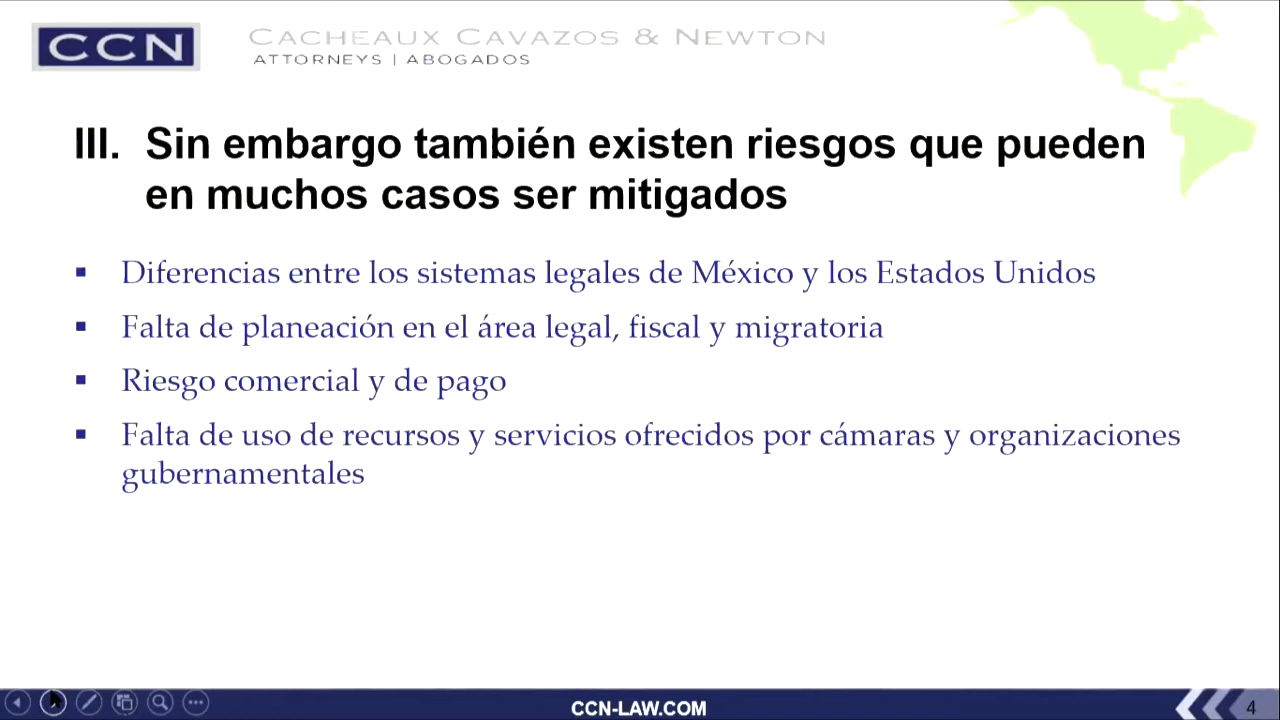 CCN
CACHEAUX CAVAZOS & NEWTON
ATTORNEYS | ABOGADOS
III. Sin embargo también existen riesgos que pueden
en muchos casos ser mitigados
▪ Diferencias entre los sistemas legales de México y los Estados Unidos
▪ Falta de planeación en el área legal, fiscal y migratoria
▪ Riesgo comercial y de pago
▪ Falta de uso de recursos y servicios ofrecidos por cámaras y organizaciones
gubernamentales
CCN-LAW.COM
4